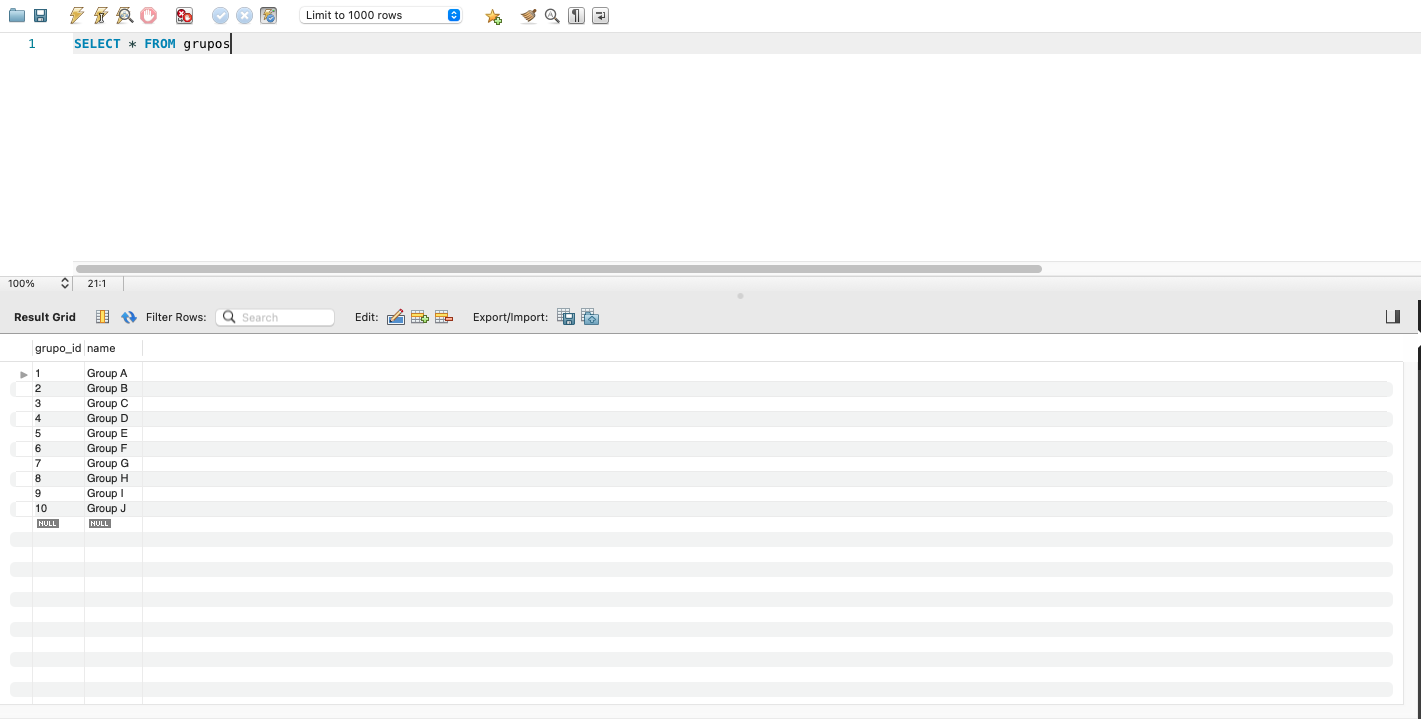 Limit to 1000 rows
1 SELECT * FROM grupos
100% 21:1
Result Grid Filter Rows: Search Edit: Export/Import:
grupo_id name
1 Group A
2 Group B
3 Group C
4 Group D
5 Group E
6 Group F
7 Group G
8 Group H
9 Group I
10 Group J
NULL NULL